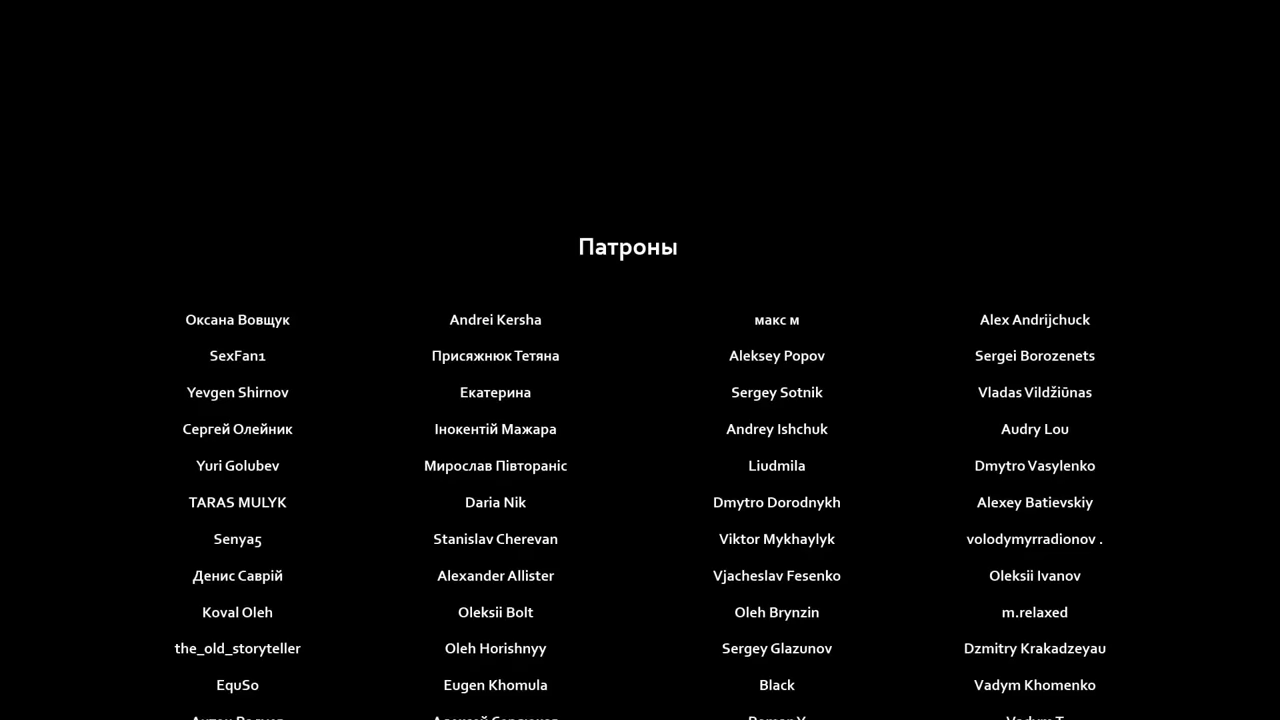 Патроны
Оксана Вовщук Andrei Kersha макс м Alex Andrijchuck
SexFan1 Присяжнюк Тетяна Aleksey Popov Sergei Borozenets
Yevgen Shirnov Екатерина Sergey Sotnik Vladas Vildžiūnas
Сергей Олейник Інокентій Мажара Andrey Ishchuk Audry Lou
Yuri Golubev Мирослав Півтораніс Liudmila Dmytro Vasylenko
TARAS MULYK Daria Nik Dmytro Dorodnykh Alexey Batievskiy
Senya5 Stanislav Cherevan Viktor Mykhaylyk volodymyrradionov .
Денис Саврій Alexander Allister Vjacheslav Fesenko Oleksii Ivanov
Koval Oleh Oleksii Bolt Oleh Brynzin m.relaxed
the_old_storyteller Oleh Horishnyy Sergey Glazunov Dzmitry Krakadzeyau
EquSo Eugen Khomula Black Vadym Khomenko